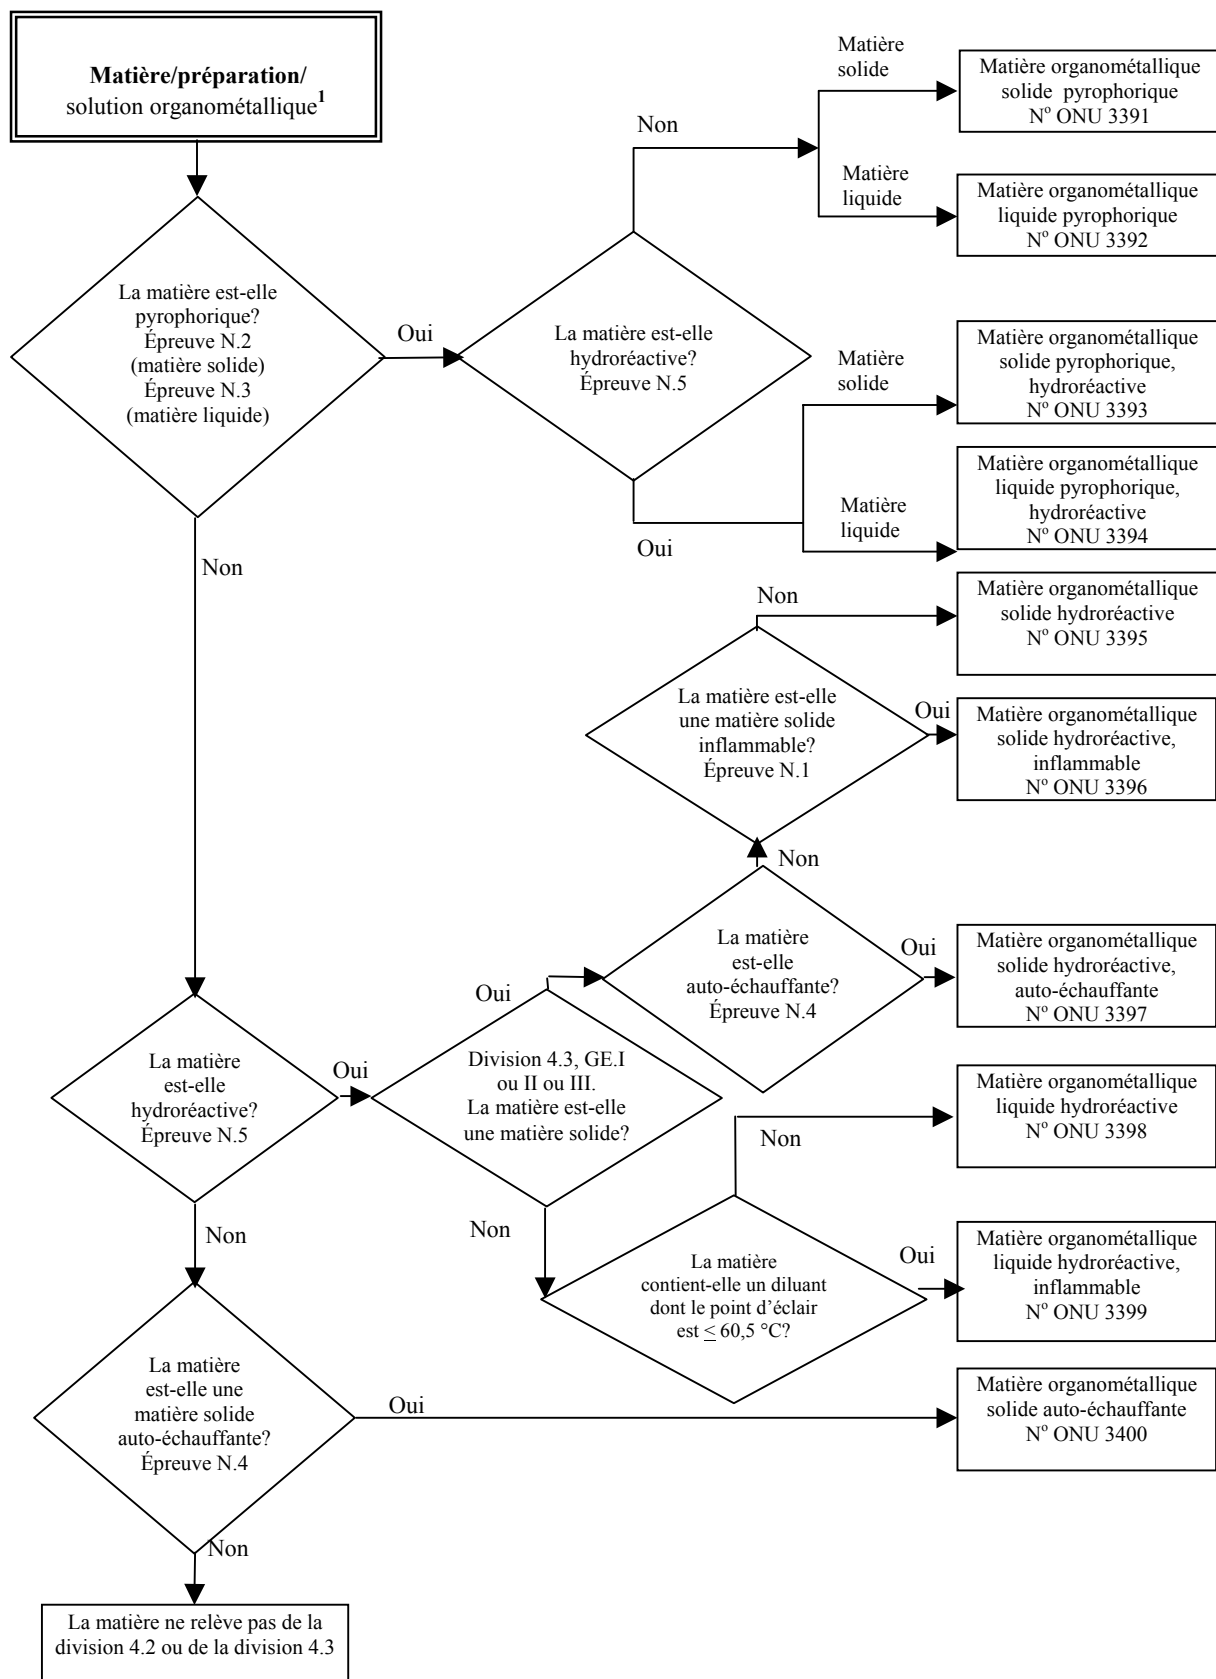 Matière/préparation/
solution organométallique1
Matière
solide
Matière organométallique
solide pyrophorique
No ONU 3391
Non
Matière
liquide
Matière organométallique
liquide pyrophorique
No ONU 3392
La matière est-elle
pyrophorique?
Épreuve N.2
(matière solide)
Épreuve N.3
(matière liquide)
Oui
La matière est-elle
hydroréactive?
Épreuve N.5
Matière
solide
Matière organométallique
solide pyrophorique,
hydroréactive
No ONU 3393
Matière
liquide
Matière organométallique
liquide pyrophorique,
hydroréactive
No ONU 3394
Oui
Non
Non
Matière organométallique
solide hydroréactive
No ONU 3395
La matière est-elle
une matière solide
inflammable?
Épreuve N.1
Oui
Matière organométallique
solide hydroréactive,
inflammable
No ONU 3396
Non
La matière
est-elle
auto-échauffante?
Épreuve N.4
Oui
Matière organométallique
solide hydroréactive,
auto-échauffante
No ONU 3397
Oui
La matière
est-elle
hydroréactive?
Épreuve N.5
Oui
Division 4.3, GE.I
ou II ou III.
La matière est-elle
une matière solide?
Matière organométallique
liquide hydroréactive
No ONU 3398
Non
Non
Non
La matière
contient-elle un diluant
dont le point d’éclair
est ≤ 60,5 °C?
Oui
Matière organométallique
liquide hydroréactive,
inflammable
No ONU 3399
La matière
est-elle une
matière solide
auto-échauffante?
Épreuve N.4
Oui
Matière organométallique
solide auto-échauffante
No ONU 3400
Non
La matière ne relève pas de la
division 4.2 ou de la division 4.3